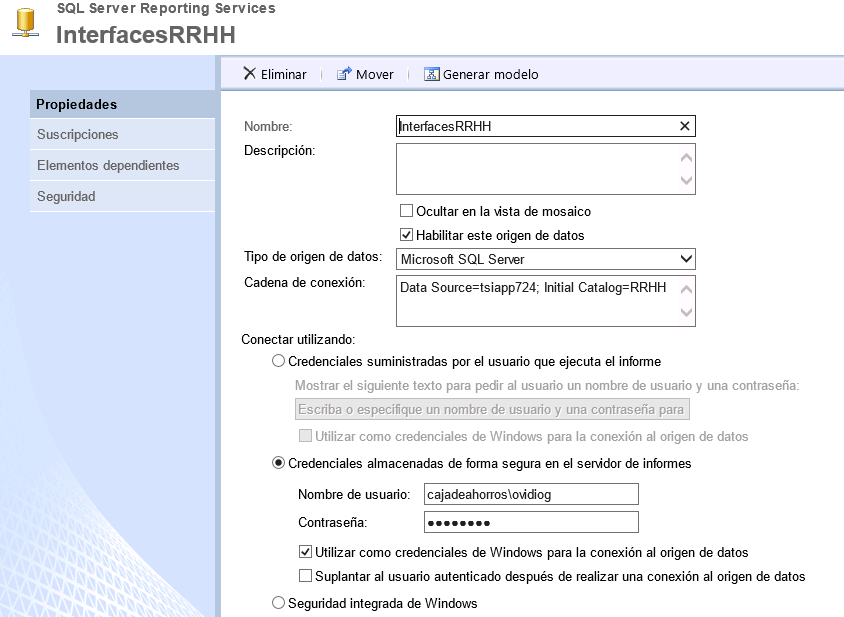 SQL Server Reporting Services
InterfacesRRHH
Eliminar
Mover
Generar modelo
Propiedades
Suscripciones
Elementos dependientes
Seguridad
Nombre: InterfacesRRHH
Descripción:
Ocultar en la vista de mosaico
Habilitar este origen de datos
Tipo de origen de datos: Microsoft SQL Server
Cadena de conexión: Data Source=tsiapp724; Initial Catalog=RRHH
Conectar utilizando:
Credenciales suministradas por el usuario que ejecuta el informe
Mostrar el siguiente texto para pedir al usuario un nombre de usuario y una contraseña:
Escriba o especifique un nombre de usuario y una contraseña para
Utilizar como credenciales de Windows para la conexión al origen de datos
Credenciales almacenadas de forma segura en el servidor de informes
Nombre de usuario: cajadeahorros\ovidiog
Contraseña: ●●●●●●●●
Utilizar como credenciales de Windows para la conexión al origen de datos
Suplantar al usuario autenticado después de realizar una conexión al origen de datos
Seguridad integrada de Windows